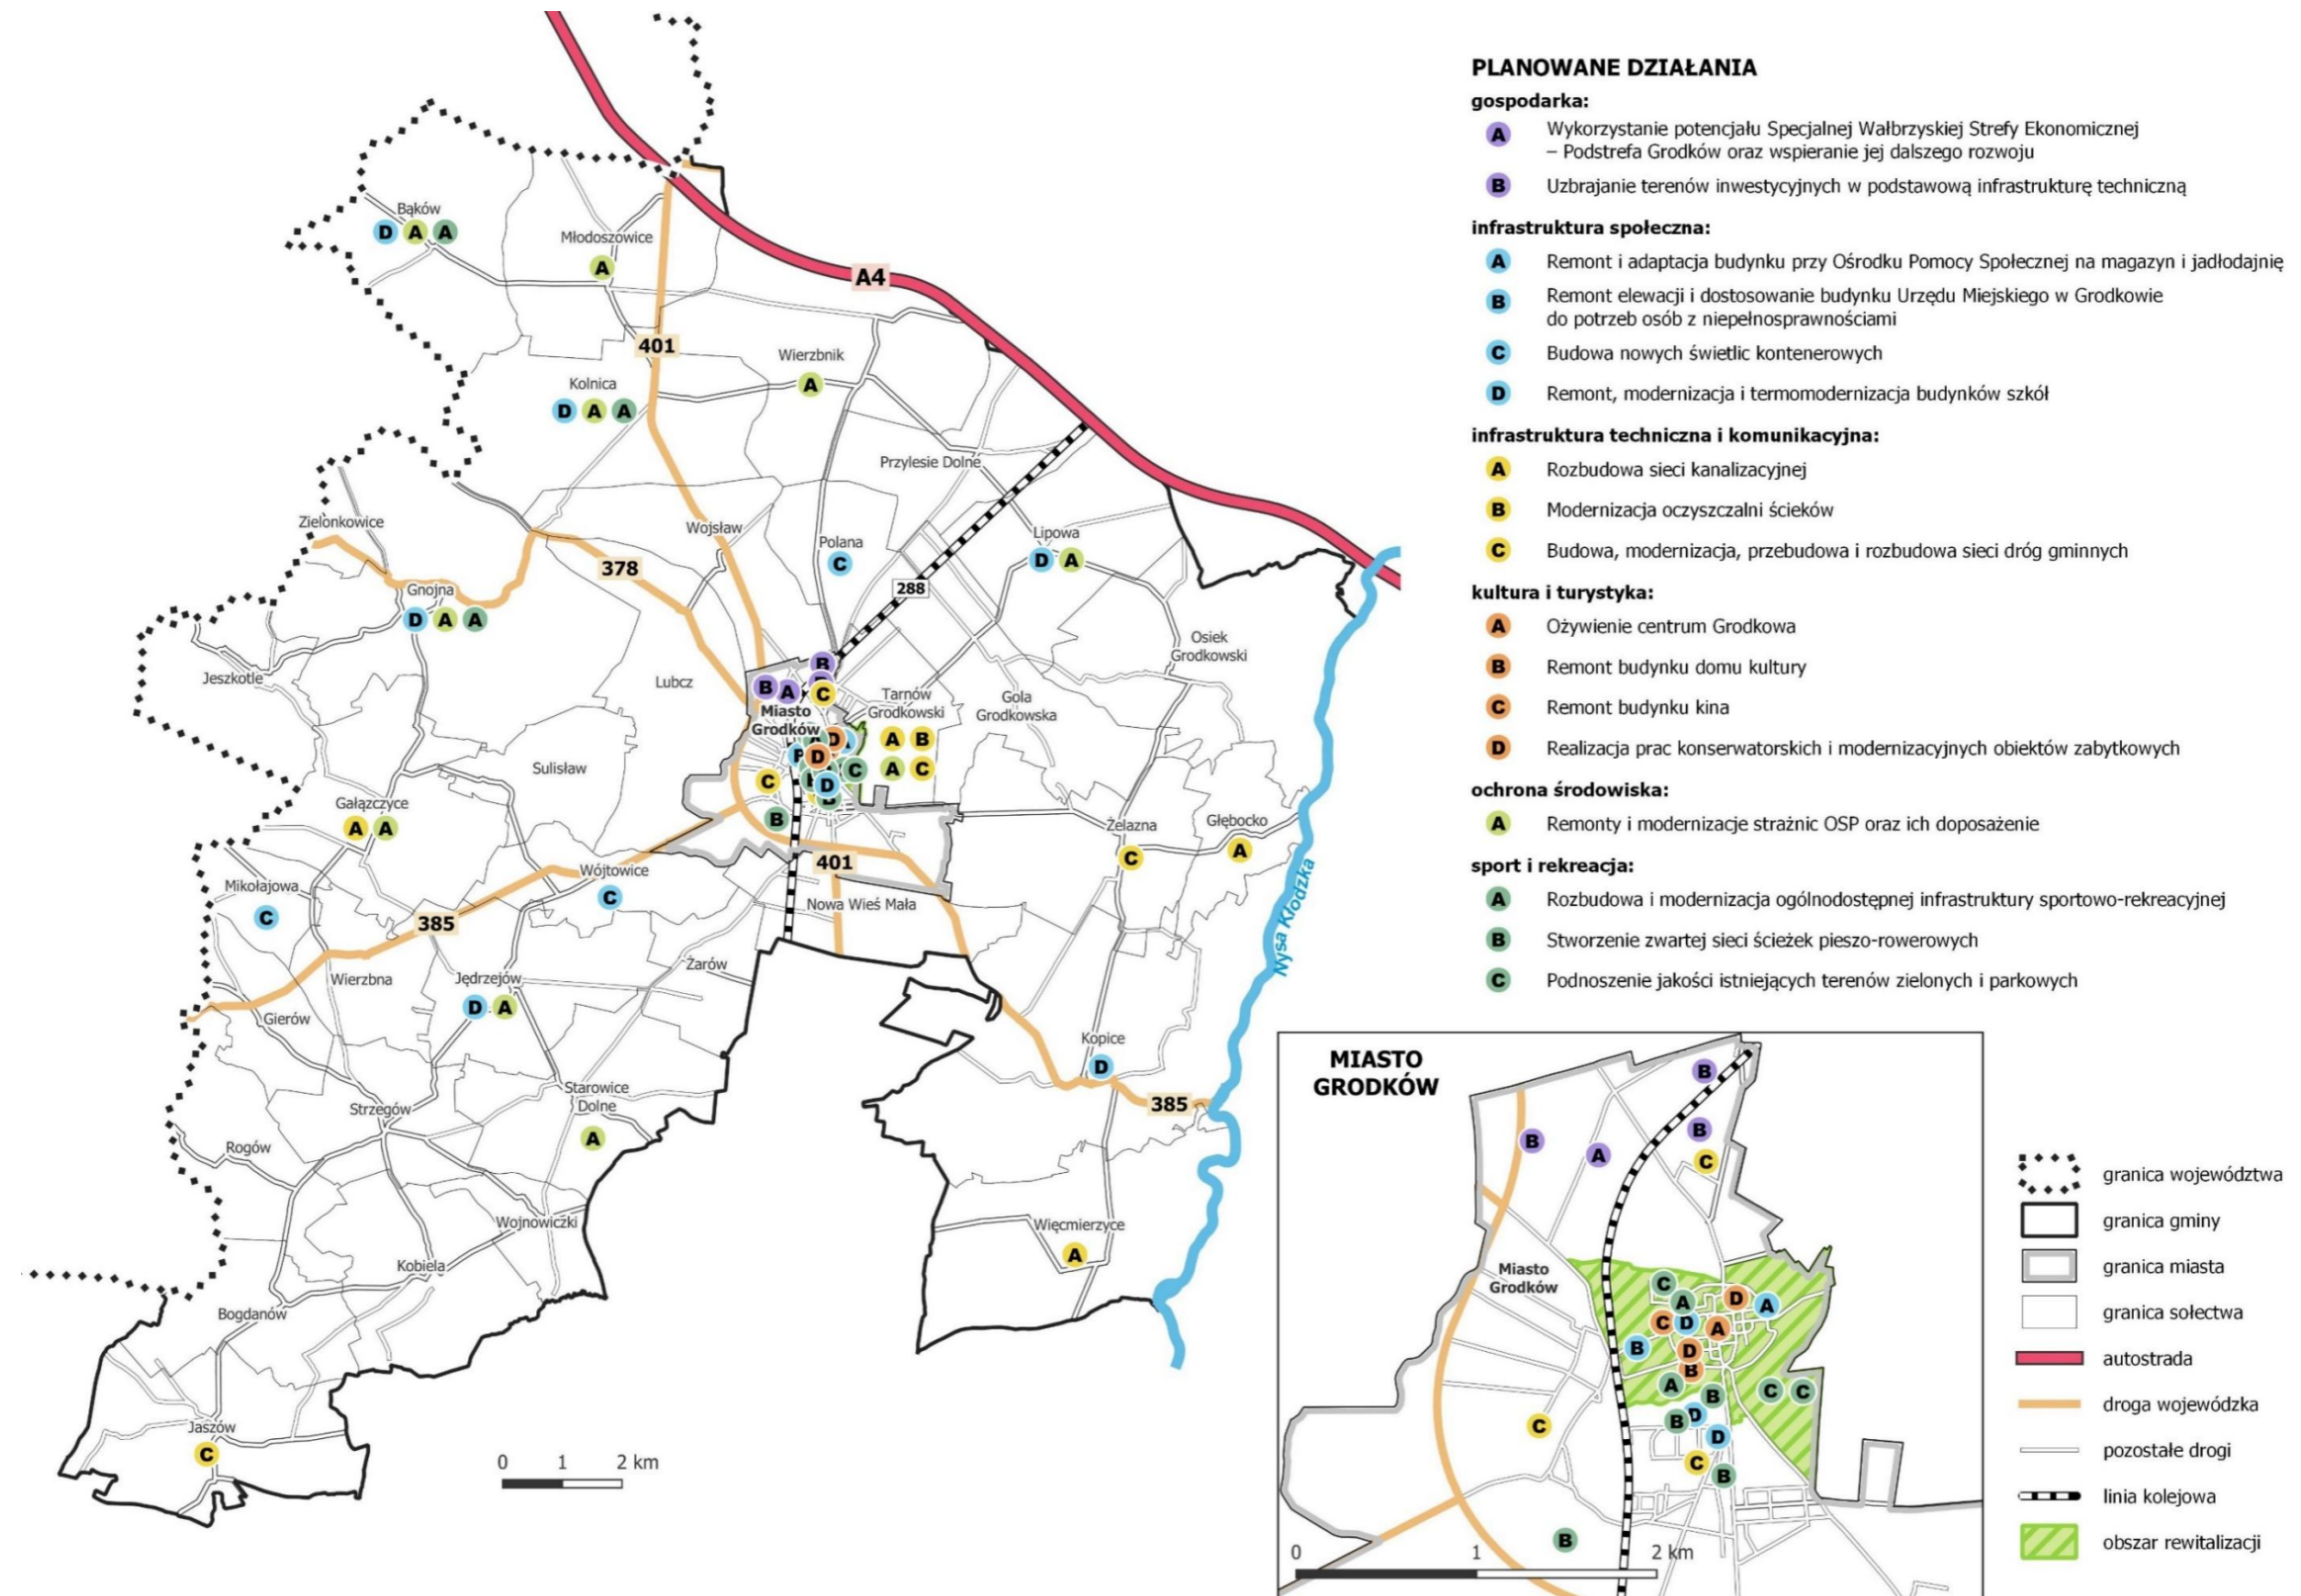 A4
Bąków
D A A
Młodoszowice
A
401
Wierzbnik
A
Kolnica
D A A
Przylesie Dolne
Zielonkowice
Wojsław
Polana
C
Lipowa
D A
378
288
Gnojna
D A A
Osiek
Grodkowski
Jeszkotle
Lubcz
B
B A
C
Miasto
Grodków
Tarnów
Grodkowski
A B
A C
Gola
Grodkowska
D
D
A C
D
C
B
B
Sulisław
Gałązczyce
A A
Żelazna
C
Głębocko
A
401
Wójtowice
C
Mikołajowa
C
385
Nowa Wieś Mała
Nysa Kłodzka
Wierzbna
Jędrzejów
D A
Żarów
Gierów
Kopice
D
385
Starowice
Dolne
A
Strzegów
Rogów
Wojnowiczki
Więcmierzyce
A
Kobiela
Bogdanów
Jaszów
C
0 1 2 km
PLANOWANE DZIAŁANIA
gospodarka:
A Wykorzystanie potencjału Specjalnej Wałbrzyskiej Strefy Ekonomicznej
– Podstrefa Grodków oraz wspieranie jej dalszego rozwoju
B Uzbrajanie terenów inwestycyjnych w podstawową infrastrukturę techniczną
infrastruktura społeczna:
A Remont i adaptacja budynku przy Ośrodku Pomocy Społecznej na magazyn i jadłodajnię
B Remont elewacji i dostosowanie budynku Urzędu Miejskiego w Grodkowie
do potrzeb osób z niepełnosprawnościami
C Budowa nowych świetlic kontenerowych
D Remont, modernizacja i termomodernizacja budynków szkół
infrastruktura techniczna i komunikacyjna:
A Rozbudowa sieci kanalizacyjnej
B Modernizacja oczyszczalni ścieków
C Budowa, modernizacja, przebudowa i rozbudowa sieci dróg gminnych
kultura i turystyka:
A Ożywienie centrum Grodkowa
B Remont budynku domu kultury
C Remont budynku kina
D Realizacja prac konserwatorskich i modernizacyjnych obiektów zabytkowych
ochrona środowiska:
A Remonty i modernizacje strażnic OSP oraz ich doposażenie
sport i rekreacja:
A Rozbudowa i modernizacja ogólnodostępnej infrastruktury sportowo-rekreacyjnej
B Stworzenie zwartej sieci ścieżek pieszo-rowerowych
C Podnoszenie jakości istniejących terenów zielonych i parkowych
MIASTO
GRODKÓW
B
B
B
A
C
Miasto
Grodków
C
A D A
C D A
B D
B
A B C C
B D
C D
C B
B
0 1 2 km
granica województwa
granica gminy
granica miasta
granica sołectwa
autostrada
droga wojewódzka
pozostałe drogi
linia kolejowa
obszar rewitalizacji